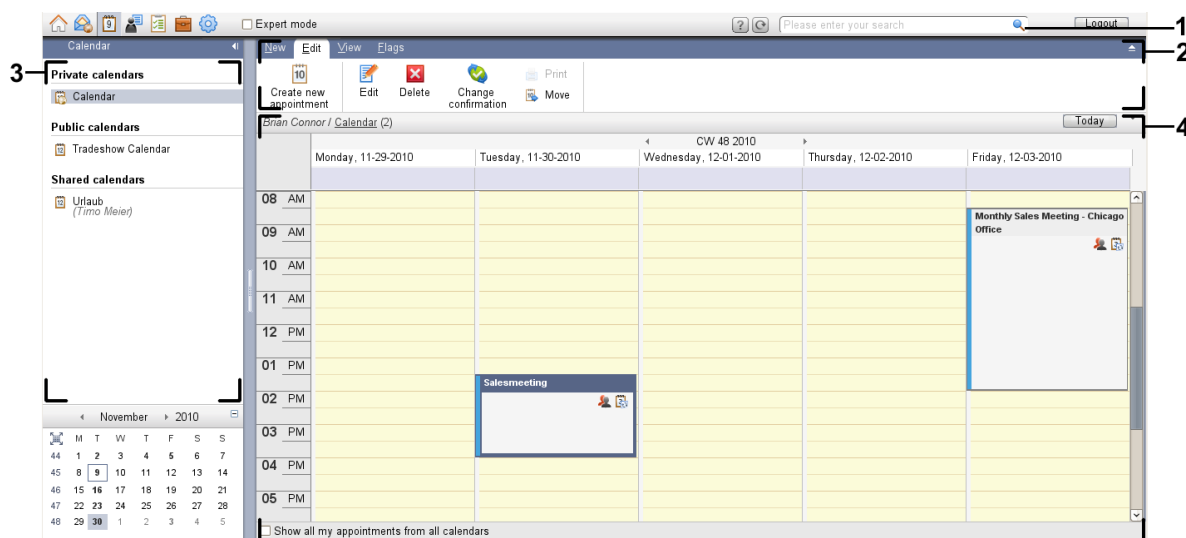 9
Expert mode
?
Please enter your search
Logout
1
Calendar
New Edit View Flags
2
3
Private calendars
Calendar
Public calendars
12 Tradeshow Calendar
Shared calendars
12 Urlaub
(Timo Meier)
10
Create new
appointment
Edit
Delete
Change
confirmation
Print
Move
Brian Connor / Calendar (2)
Today
4
CW 48 2010
Monday, 11-29-2010 Tuesday, 11-30-2010 Wednesday, 12-01-2010 Thursday, 12-02-2010 Friday, 12-03-2010
08 AM
09 AM
10 AM
11 AM
12 PM
01 PM
02 PM
03 PM
04 PM
05 PM
Monthly Sales Meeting - Chicago
Office
Salesmeeting
November 2010
M T W T F S S
44 1 2 3 4 5 6 7
45 8 9 10 11 12 13 14
46 15 16 17 18 19 20 21
47 22 23 24 25 26 27 28
48 29 30 1 2 3 4 5
Show all my appointments from all calendars